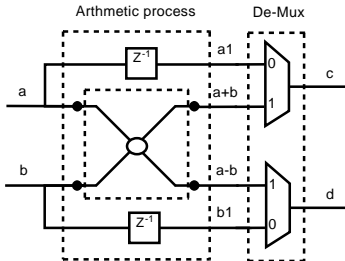 Arthmetic process
De-Mux
Z-1
a1
0
c
a
a+b
1
b
a-b
1
d
Z-1
b1
0